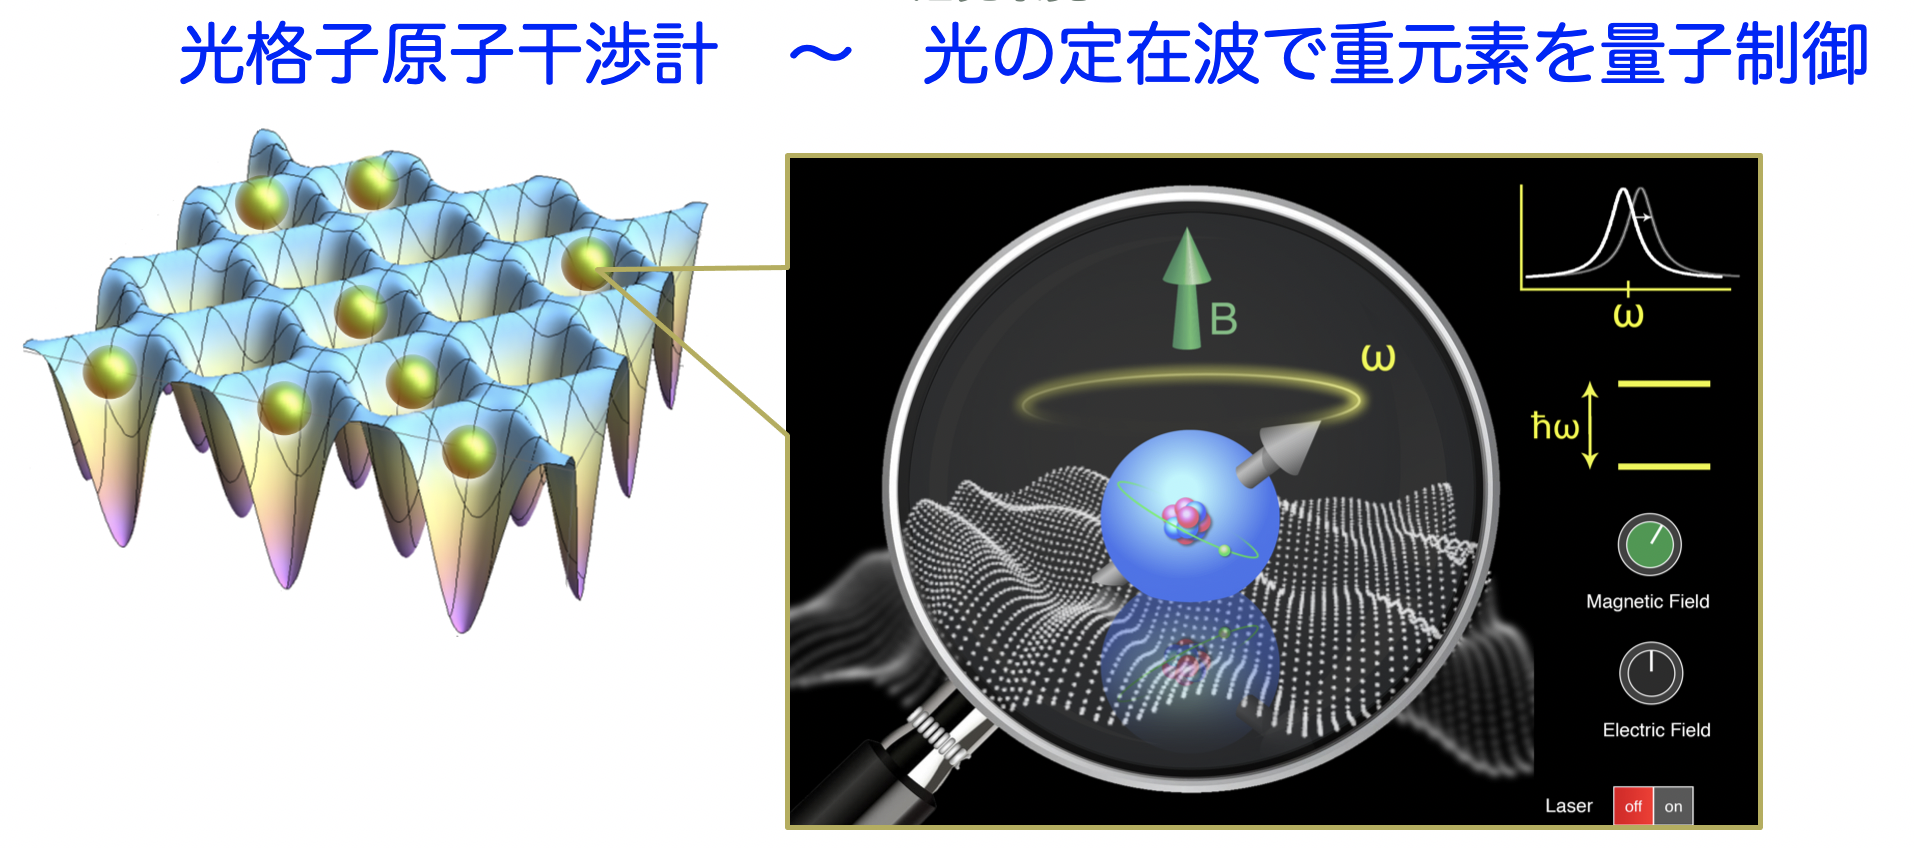 光格子原子干渉計 〜 光の定在波で重元素を量子制御
B
ω
ω
ħω
Magnetic Field
Electric Field
Laser off on